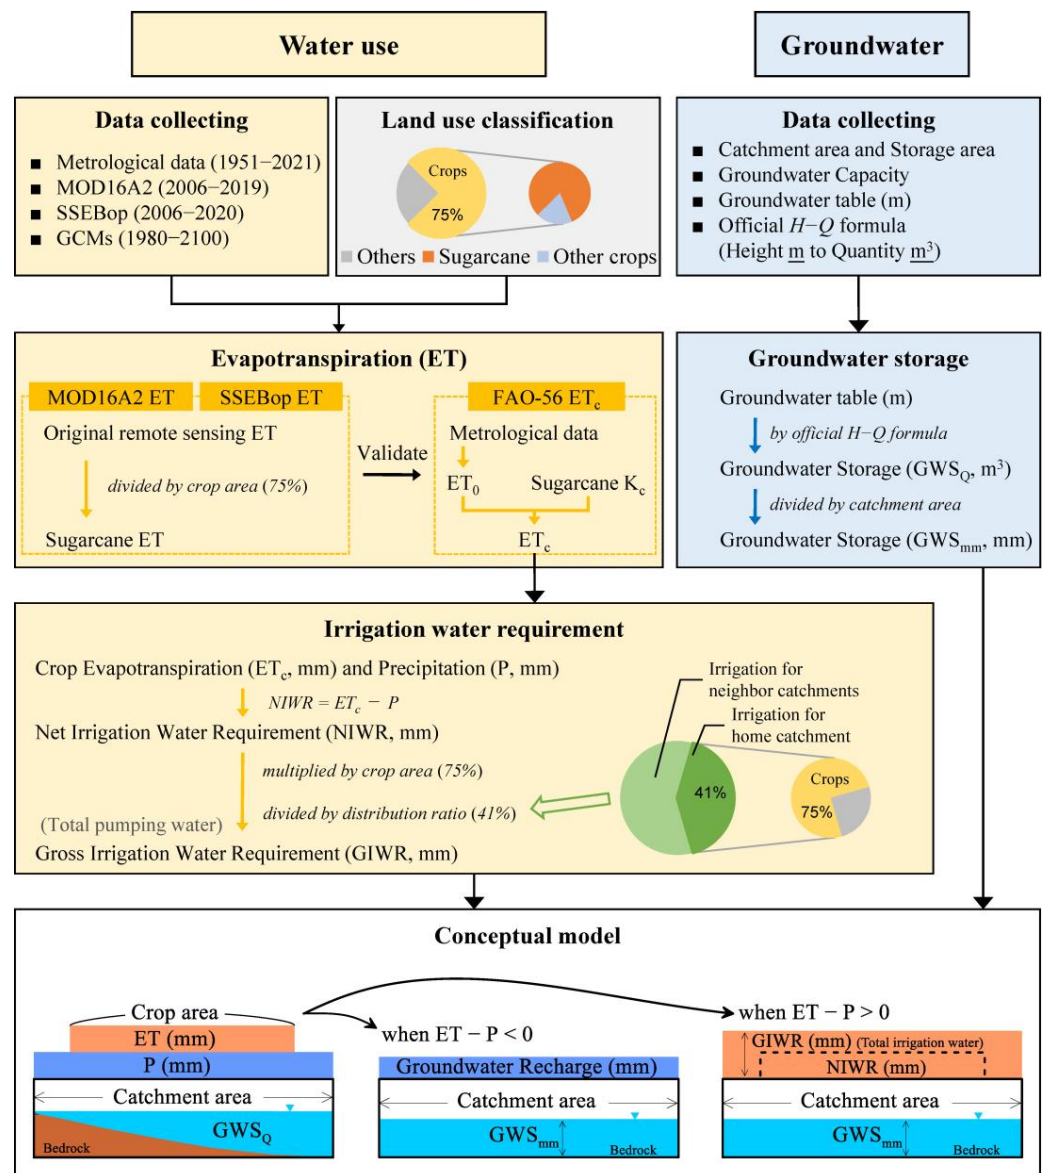 Water use
Groundwater
Data collecting
■ Metrological data (1951−2021)
■ MOD16A2 (2006−2019)
■ SSEBop (2006−2020)
■ GCMs (1980−2100)
Land use classification
Crops
75%
Others Sugarcane Other crops
Data collecting
■ Catchment area and Storage area
■ Groundwater Capacity
■ Groundwater table (m)
■ Official H−Q formula
(Height m to Quantity m³)
Evapotranspiration (ET)
MOD16A2 ET
SSEBop ET
Original remote sensing ET
divided by crop area (75%)
Sugarcane ET
Validate
FAO-56 ETc
Metrological data
ET0
Sugarcane Kc
ETc
Groundwater storage
Groundwater table (m)
by official H−Q formula
Groundwater Storage (GWSQ, m³)
divided by catchment area
Groundwater Storage (GWSmm, mm)
Irrigation water requirement
Crop Evapotranspiration (ETc, mm) and Precipitation (P, mm)
NIWR = ETc − P
Net Irrigation Water Requirement (NIWR, mm)
multiplied by crop area (75%)
divided by distribution ratio (41%)
(Total pumping water)
Gross Irrigation Water Requirement (GIWR, mm)
Irrigation for
neighbor catchments
Irrigation for
home catchment
41%
Crops
75%
Conceptual model
Crop area
ET (mm)
P (mm)
Catchment area
GWSQ
Bedrock
when ET − P < 0
Groundwater Recharge (mm)
Catchment area
GWSmm
Bedrock
when ET − P > 0
GIWR (mm) (Total irrigation water)
NIWR (mm)
Catchment area
GWSmm
Bedrock